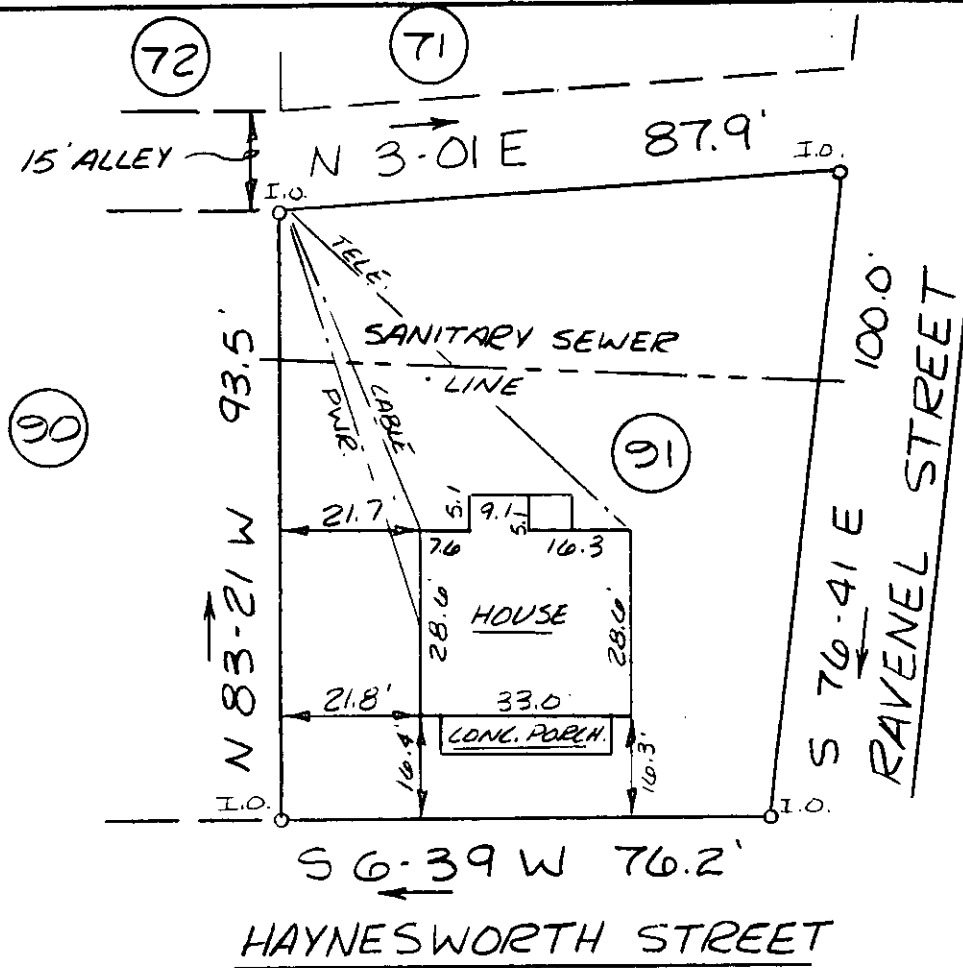 72
71
15' ALLEY
N 3-01 E 87.9'
I.O.
I.O.
TELE.
SANITARY SEWER
LINE
CABLE
PWR.
N 83-21 W 93.5'
90
91
100.0'
S 76-41 E
RAVENEL STREET
21.7
5.1
9.1
5.1
7.6
16.3
28.6'
HOUSE
28.6'
21.8'
33.0
CONC. PORCH.
16.4'
16.3'
I.O.
I.O.
S 6-39 W 76.2'
HAYNESWORTH STREET